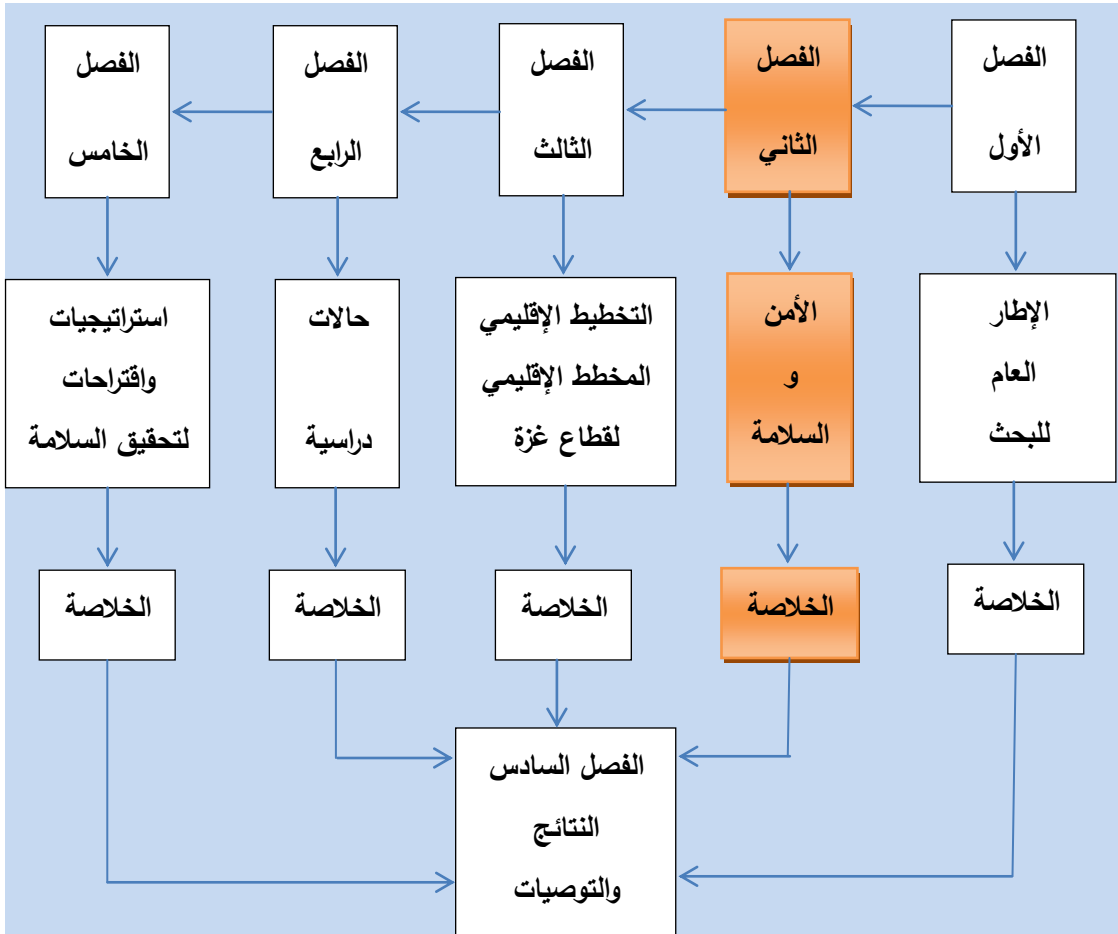 الفصل
الأول
الفصل
الثاني
الفصل
الثالث
الفصل
الرابع
الفصل
الخامس
الإطار
العام
للبحث
الأمن
و
السلامة
التخطيط الإقليمي
المخطط الإقليمي
لقطاع غزة
حالات
دراسية
استراتيجيات
واقتراحات
لتحقيق السلامة
الخلاصة
الخلاصة
الخلاصة
الخلاصة
الخلاصة
الفصل السادس
النتائج
والتوصيات